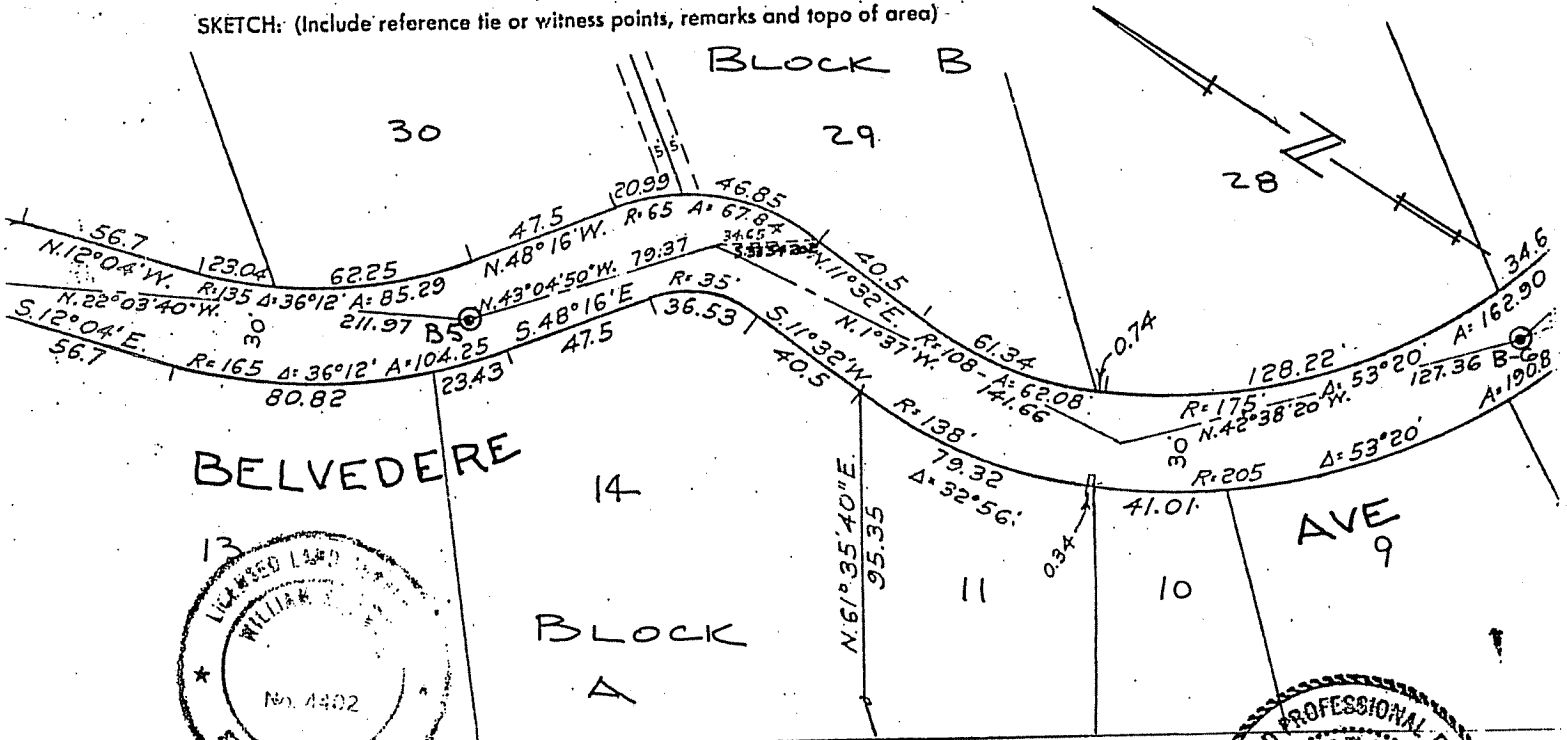 SKETCH: (Include reference tie or witness points, remarks and topo of area)
BLOCK B
30
29
28
5' 5'
20.99
46.85
R=65 A=67.8
47.5
N.48°16'W.
56.7
N.12°04'W.
123.04
62.25
R=135 Δ=36°12' A=85.29
N.22°03'40"W.
211.97
B5
N.43°04'50"W. 79.37
34.65
40.5
N.11°32'E.
34.6
A=162.90
S.12°04'E.
56.7
30'
R=165 Δ=36°12' A=104.25
80.82
23.43
S.48°16'E
47.5
R=35'
36.53
S.11°32'W.
40.5
N.1°37'W.
141.66
R=108 A=62.08'
61.34
0.74
128.22'
R=175' Δ=53°20'
N.42°38'20"W.
127.36 B-6
A=190.8
R=138'
79.32
Δ=32°56'
30'
R=205
Δ=53°20'
41.01
0.34
BELVEDERE
AVE
13
14
11
10
9
N.61°35'40"E.
95.35
BLOCK
A
LICENSED LAND
WILLIAM
No. 4402
PROFESSIONAL